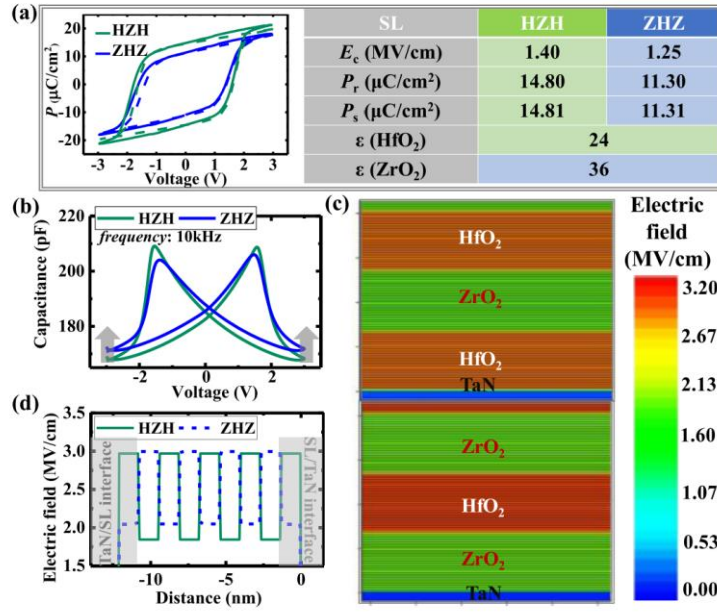 (a)
HZH
ZHZ
P (μC/cm²)
20
10
0
-10
-20
-3 -2 -1 0 1 2 3
Voltage (V)
SL HZH ZHZ
Ec (MV/cm) 1.40 1.25
Pr (μC/cm²) 14.80 11.30
Ps (μC/cm²) 14.81 11.31
ε (HfO₂) 24
ε (ZrO₂) 36
(b)
HZH ZHZ
frequency: 10kHz
Capacitance (pF)
220
200
180
-2 0 2
Voltage (V)
(c)
HfO₂
ZrO₂
HfO₂
TaN
ZrO₂
HfO₂
ZrO₂
TaN
Electric field
(MV/cm)
3.20
2.67
2.13
1.60
1.07
0.53
0.00
(d)
HZH ZHZ
Electric field (MV/cm)
3.5
3.0
2.5
2.0
1.5
TaN/SL interface
SL/TaN interface
-10 -5 0
Distance (nm)